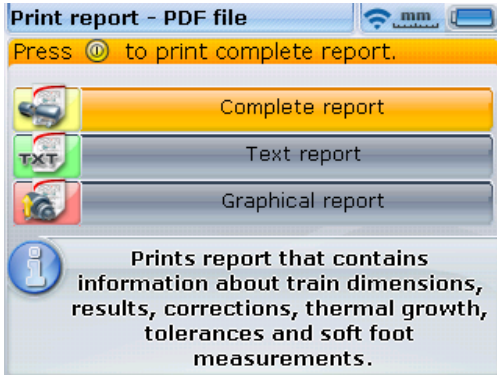 Print report - PDF file
mm
Press to print complete report.
Complete report
TXT
Text report
Graphical report
Prints report that contains
information about train dimensions,
results, corrections, thermal growth,
tolerances and soft foot
measurements.